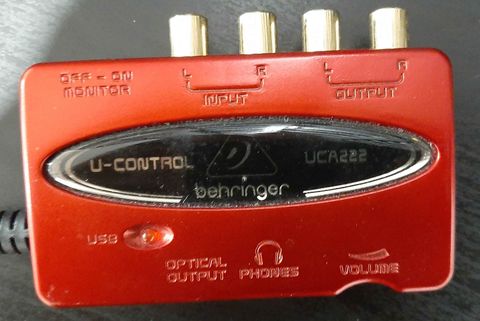 OFF - ON
MONITOR
L R
INPUT
L R
OUTPUT
U-CONTROL
UCA222
behringer
USB
OPTICAL
OUTPUT
PHONES
VOLUME